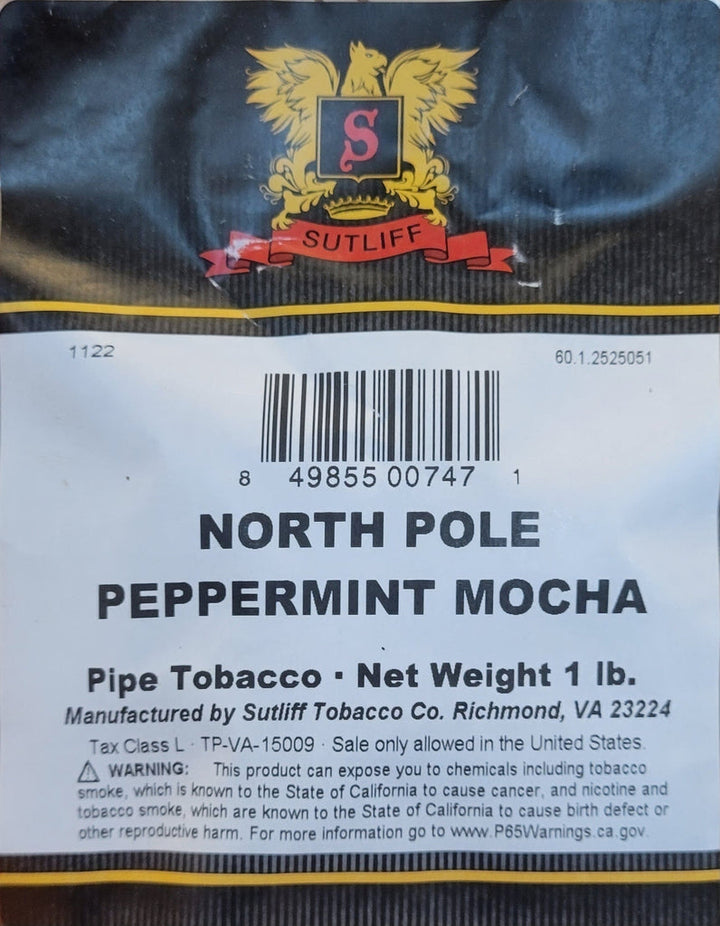 S
SUTLIFF
1122
60.1.2525051
8 49855 00747 1
NORTH POLE
PEPPERMINT MOCHA
Pipe Tobacco · Net Weight 1 lb.
Manufactured by Sutliff Tobacco Co. Richmond, VA 23224
Tax Class L · TP-VA-15009 · Sale only allowed in the United States.
⚠ WARNING: This product can expose you to chemicals including tobacco
smoke, which is known to the State of California to cause cancer, and nicotine and
tobacco smoke, which are known to the State of California to cause birth defect or
other reproductive harm. For more information go to www.P65Warnings.ca.gov.